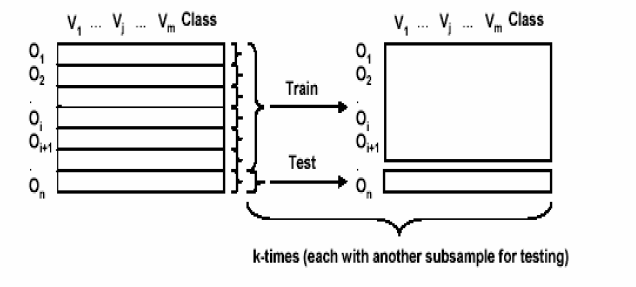 V1 ... Vj ... Vm Class
O1
O2
.
Oi
Oi+1
.
On
Train
Test
V1 ... Vj ... Vm Class
O1
O2
.
Oi
Oi+1
.
On
k-times (each with another subsample for testing)